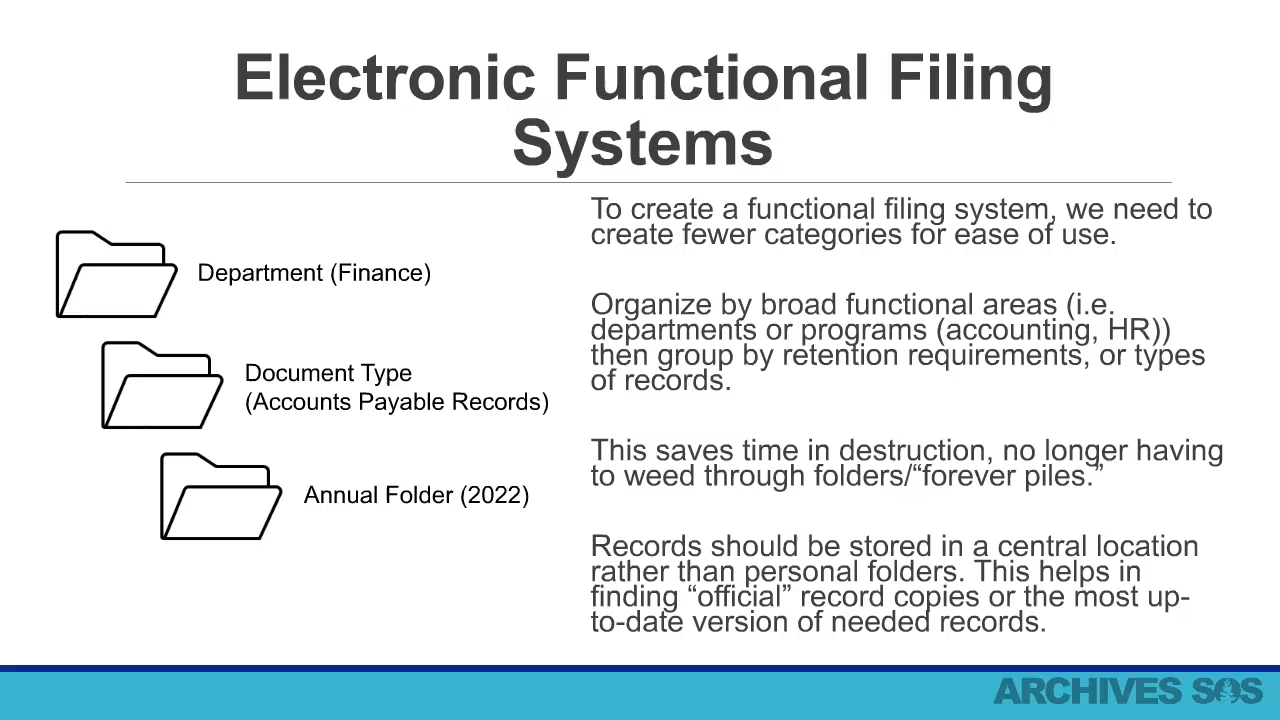 Electronic Functional Filing
Systems
Department (Finance)
Document Type
(Accounts Payable Records)
Annual Folder (2022)
To create a functional filing system, we need to
create fewer categories for ease of use.
Organize by broad functional areas (i.e.
departments or programs (accounting, HR))
then group by retention requirements, or types
of records.
This saves time in destruction, no longer having
to weed through folders/“forever piles.”
Records should be stored in a central location
rather than personal folders. This helps in
finding “official” record copies or the most up-
to-date version of needed records.
ARCHIVES SOS